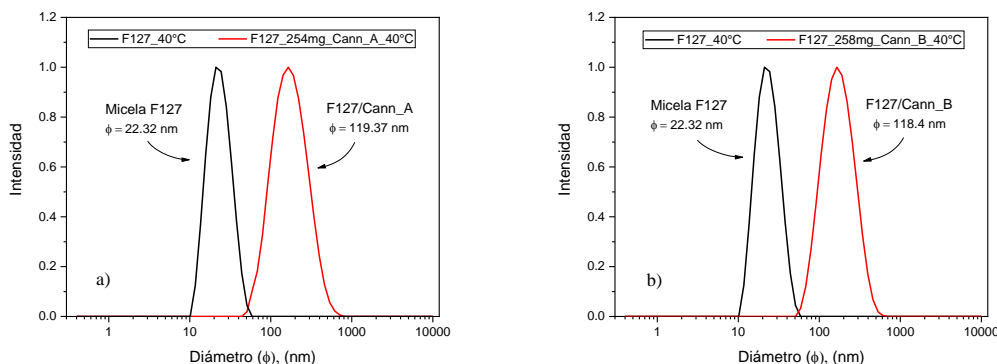 1.2
1.0
0.8
0.6
0.4
0.2
0.0
Intensidad
F127_40°C
F127_254mg_Cann_A_40°C
Micela F127
ϕ = 22.32 nm
F127/Cann_A
ϕ = 119.37 nm
a)
1 10 100 1000 10000
Diámetro (ϕ), (nm)
1.2
1.0
0.8
0.6
0.4
0.2
0.0
Intensidad
F127_40°C
F127_258mg_Cann_B_40°C
Micela F127
ϕ = 22.32 nm
F127/Cann_B
ϕ = 118.4 nm
b)
1 10 100 1000 10000
Diámetro (ϕ), (nm)